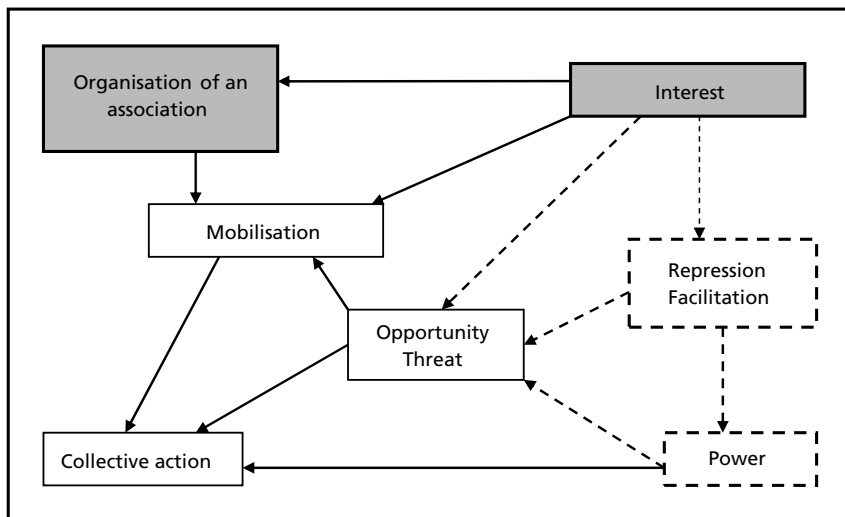 Organisation of an
association
Interest
Mobilisation
Repression
Facilitation
Opportunity
Threat
Collective action
Power